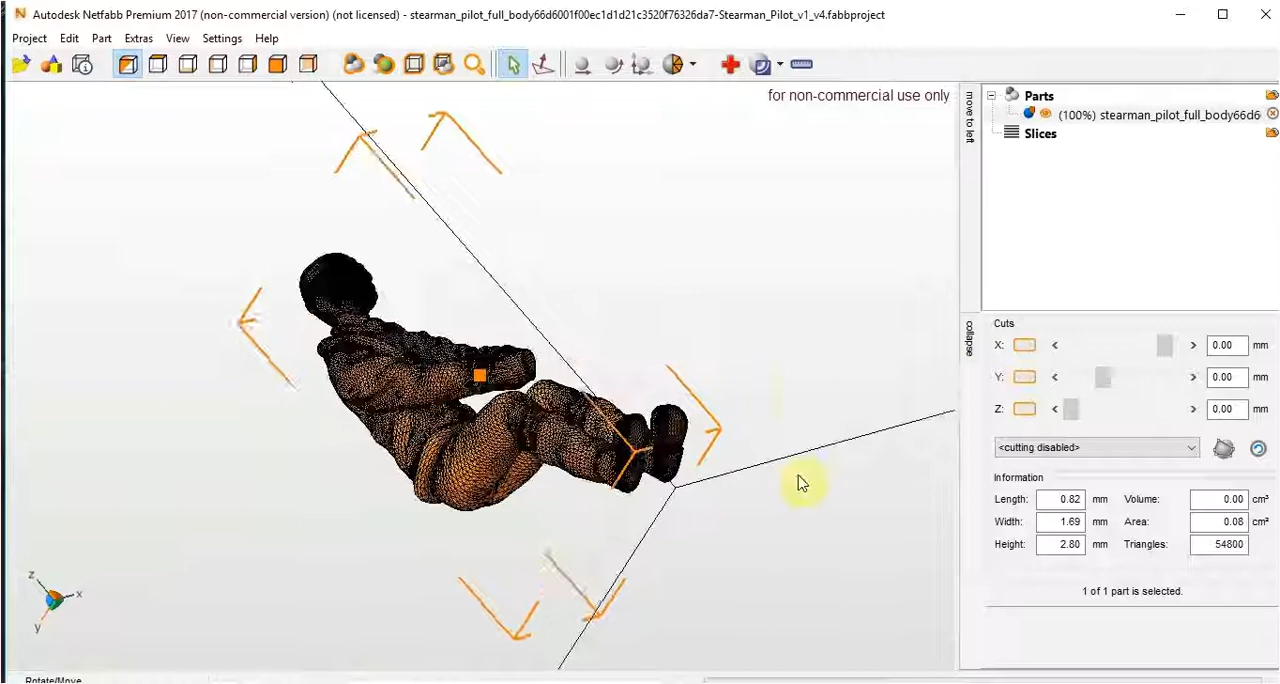 Autodesk Netfabb Premium 2017 (non-commercial version) (not licensed) - stearman_pilot_full_body66d6001f00ec1d1d21c3520f76326da7-Stearman_Pilot_v1_v4.fabbproject
Project Edit Part Extras View Settings Help
for non-commercial use only
move to left
Parts
(100%) stearman_pilot_full_body66d6
Slices
collapse
Cuts
X: < > 0.00 mm
Y: < > 0.00 mm
Z: < > 0.00 mm
<cutting disabled>
Information
Length: 0.82 mm Volume: 0.00 cm³
Width: 1.69 mm Area: 0.08 cm²
Height: 2.80 mm Triangles: 54800
1 of 1 part is selected.
z
x
y
Rotate/Move